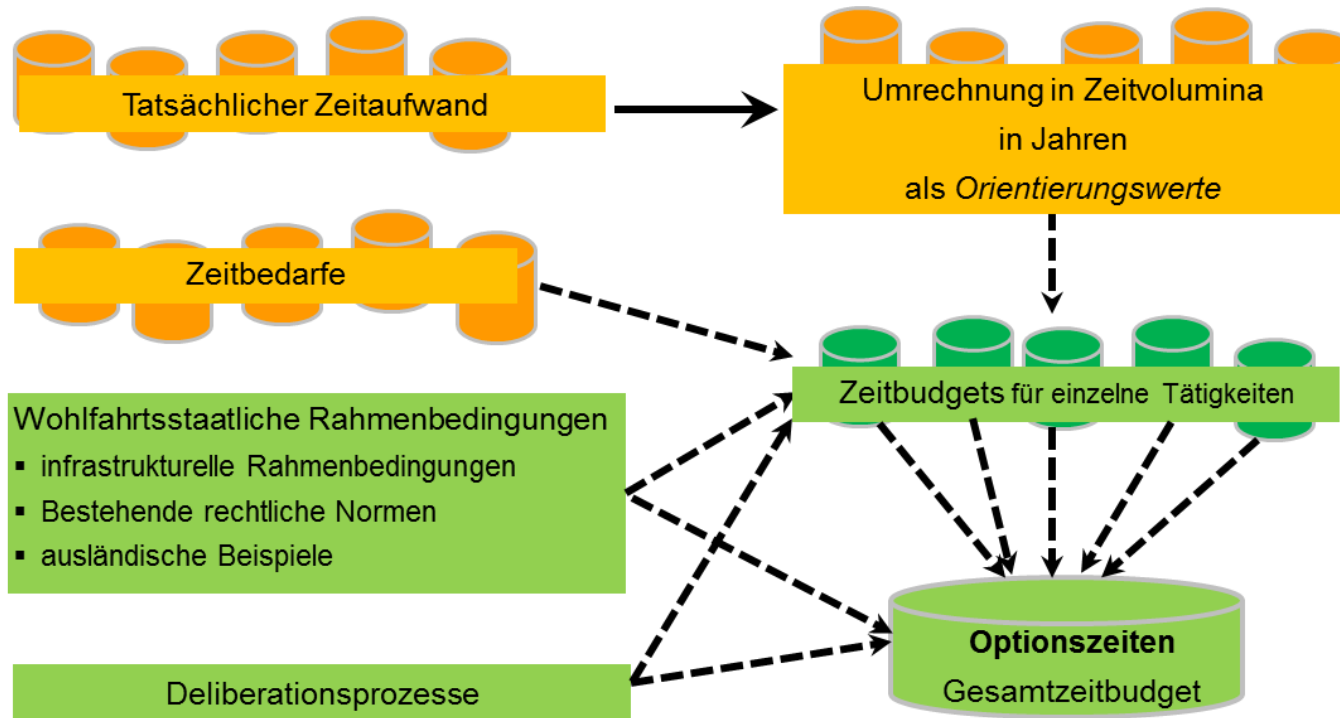 Tatsächlicher Zeitaufwand
Umrechnung in Zeitvolumina
in Jahren
als Orientierungswerte
Zeitbedarfe
Zeitbudgets für einzelne Tätigkeiten
Wohlfahrtsstaatliche Rahmenbedingungen
▪ infrastrukturelle Rahmenbedingungen
▪ Bestehende rechtliche Normen
▪ ausländische Beispiele
Optionszeiten
Gesamtzeitbudget
Deliberationsprozesse